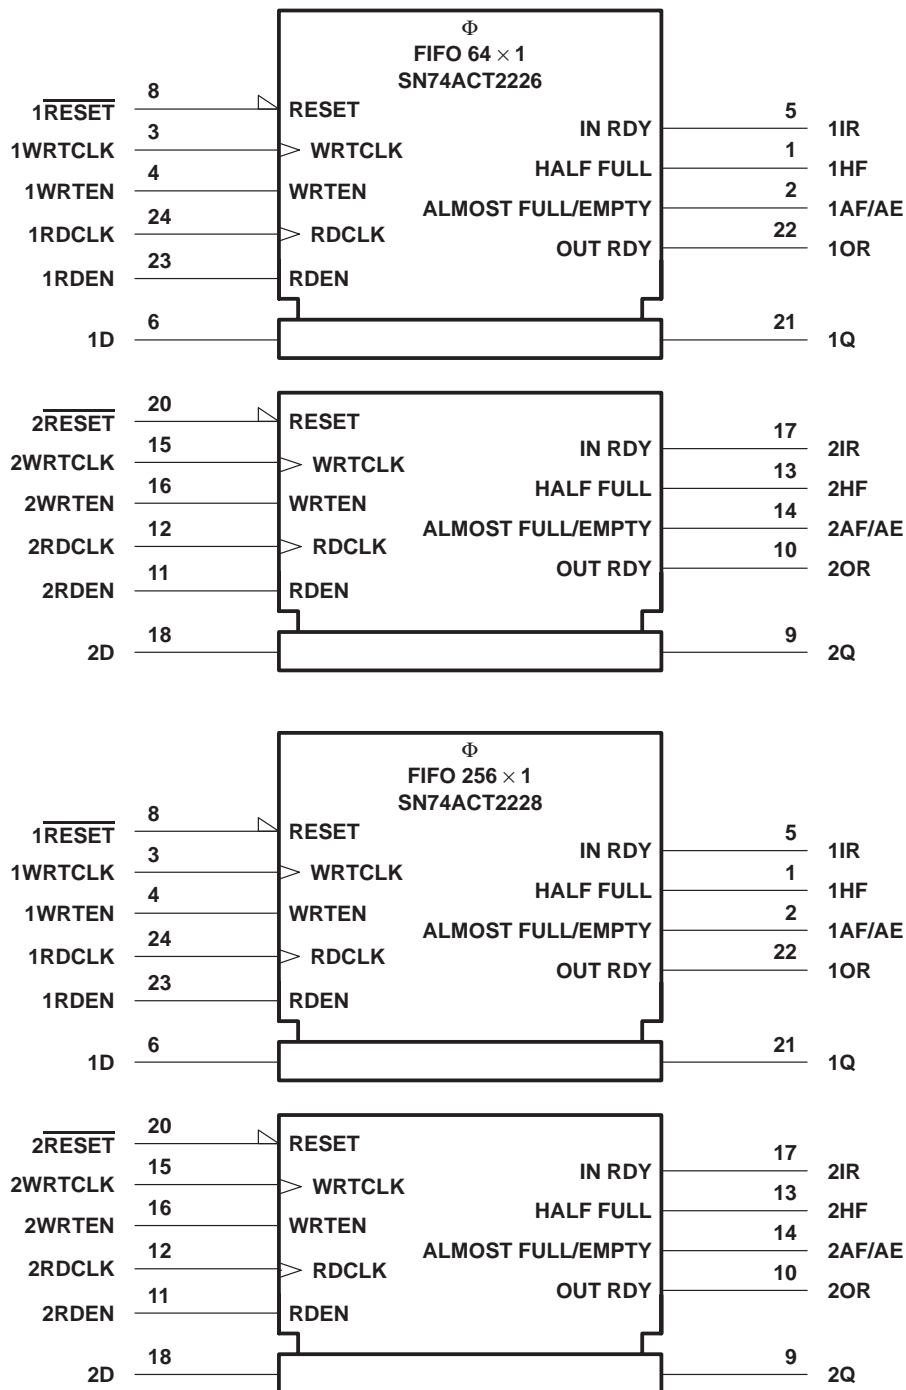 Φ
FIFO 64 × 1
SN74ACT2226
1RESET 8 RESET
1WRTCLK 3 WRTCLK
1WRTEN 4 WRTEN
1RDCLK 24 RDCLK
1RDEN 23 RDEN
1D 6
IN RDY 5 1IR
HALF FULL 1 1HF
ALMOST FULL/EMPTY 2 1AF/AE
OUT RDY 22 1OR
21 1Q
2RESET 20 RESET
2WRTCLK 15 WRTCLK
2WRTEN 16 WRTEN
2RDCLK 12 RDCLK
2RDEN 11 RDEN
2D 18
IN RDY 17 2IR
HALF FULL 13 2HF
ALMOST FULL/EMPTY 14 2AF/AE
OUT RDY 10 2OR
9 2Q
Φ
FIFO 256 × 1
SN74ACT2228
1RESET 8 RESET
1WRTCLK 3 WRTCLK
1WRTEN 4 WRTEN
1RDCLK 24 RDCLK
1RDEN 23 RDEN
1D 6
IN RDY 5 1IR
HALF FULL 1 1HF
ALMOST FULL/EMPTY 2 1AF/AE
OUT RDY 22 1OR
21 1Q
2RESET 20 RESET
2WRTCLK 15 WRTCLK
2WRTEN 16 WRTEN
2RDCLK 12 RDCLK
2RDEN 11 RDEN
2D 18
IN RDY 17 2IR
HALF FULL 13 2HF
ALMOST FULL/EMPTY 14 2AF/AE
OUT RDY 10 2OR
9 2Q